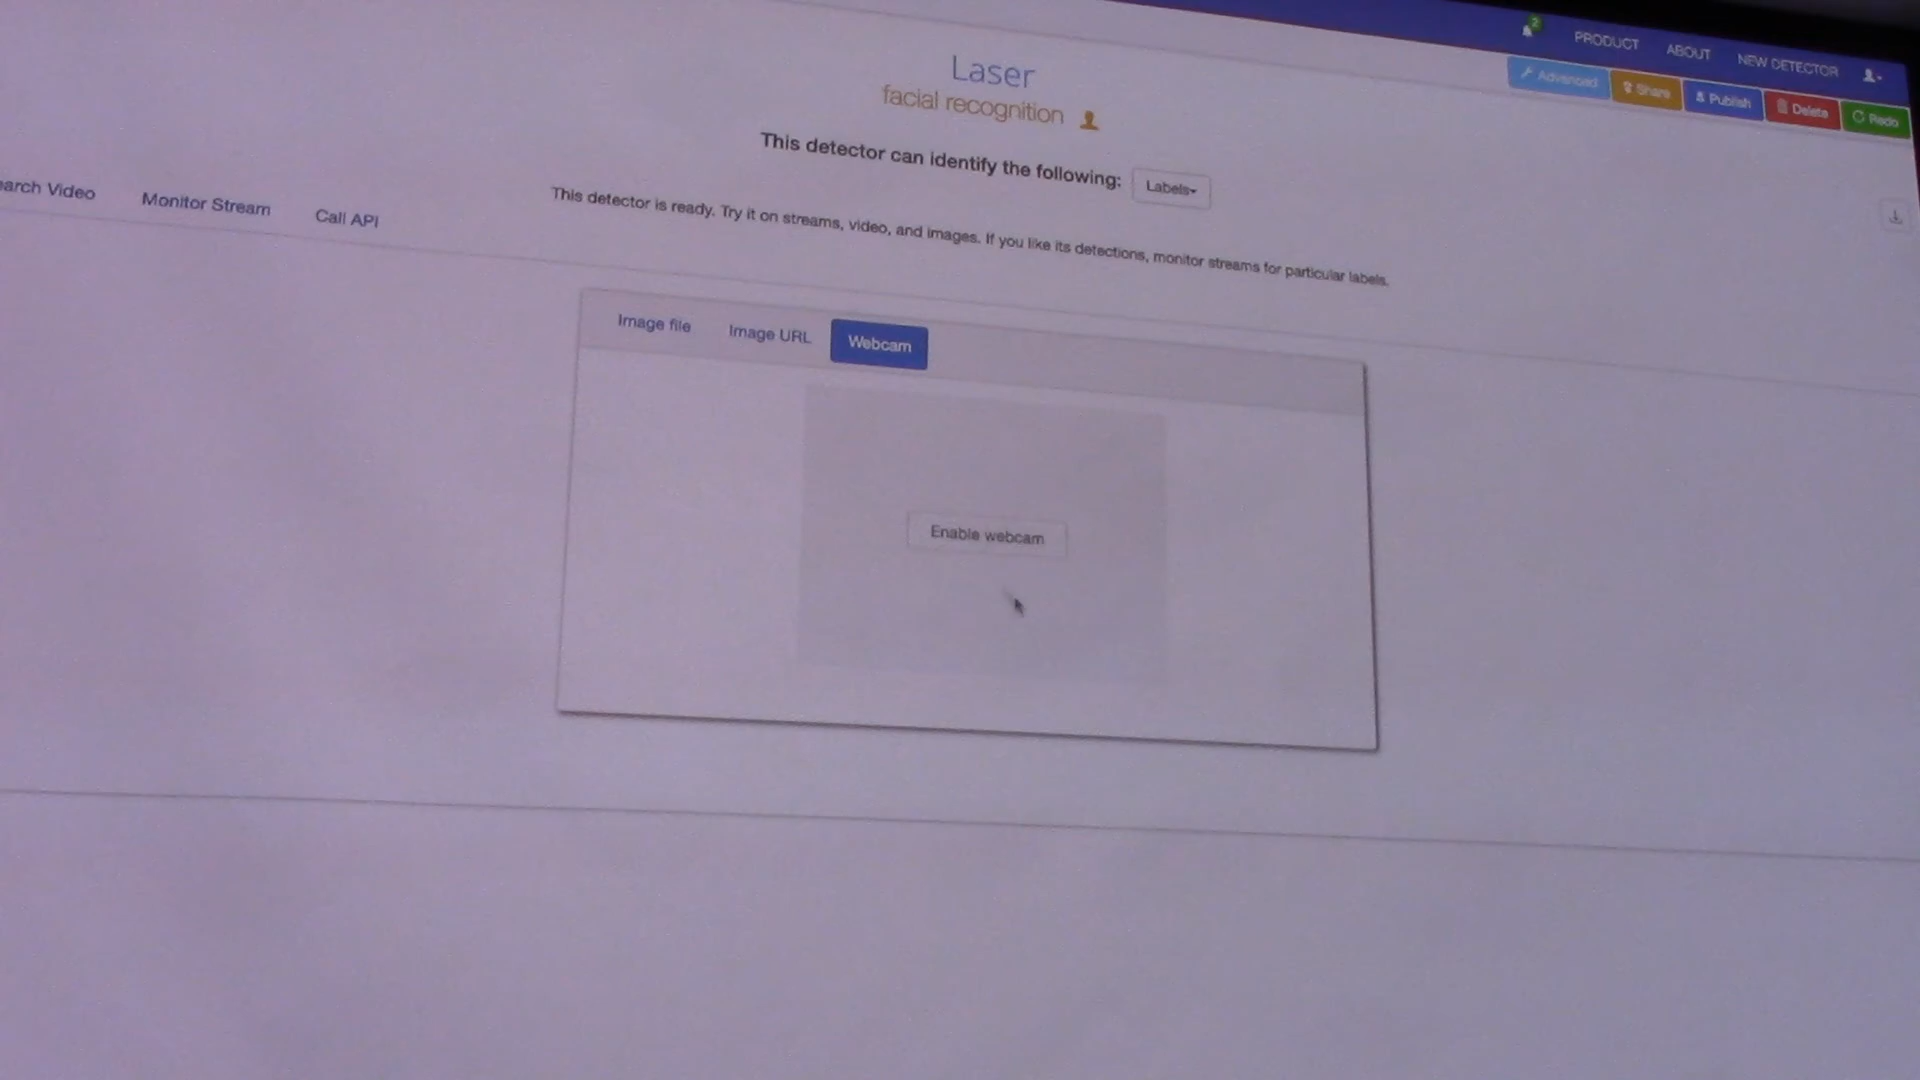 2
PRODUCT ABOUT NEW DETECTOR
Advanced Share Publish Delete Redo
Laser
facial recognition
This detector can identify the following: Labels
arch Video Monitor Stream Call API
This detector is ready. Try it on streams, video, and images. If you like its detections, monitor streams for particular labels.
Image file Image URL Webcam
Enable webcam